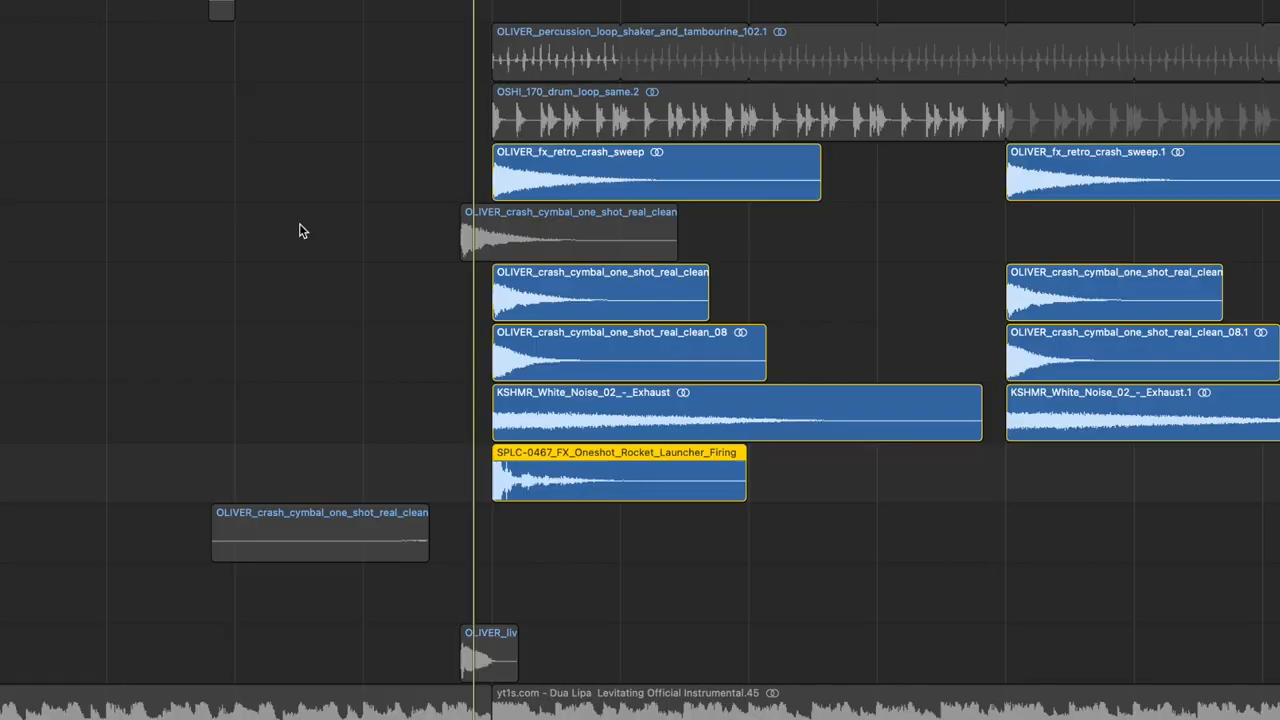 OLIVER_percussion_loop_shaker_and_tambourine_102.1
OSHI_170_drum_loop_same.2
OLIVER_fx_retro_crash_sweep
OLIVER_fx_retro_crash_sweep.1
OLIVER_crash_cymbal_one_shot_real_clean
OLIVER_crash_cymbal_one_shot_real_clean
OLIVER_crash_cymbal_one_shot_real_clean
OLIVER_crash_cymbal_one_shot_real_clean_08
OLIVER_crash_cymbal_one_shot_real_clean_08.1
KSHMR_White_Noise_02_-_Exhaust
KSHMR_White_Noise_02_-_Exhaust.1
SPLC-0467_FX_Oneshot_Rocket_Launcher_Firing
OLIVER_crash_cymbal_one_shot_real_clean
OLIVER_liv
yt1s.com - Dua Lipa  Levitating Official Instrumental.45